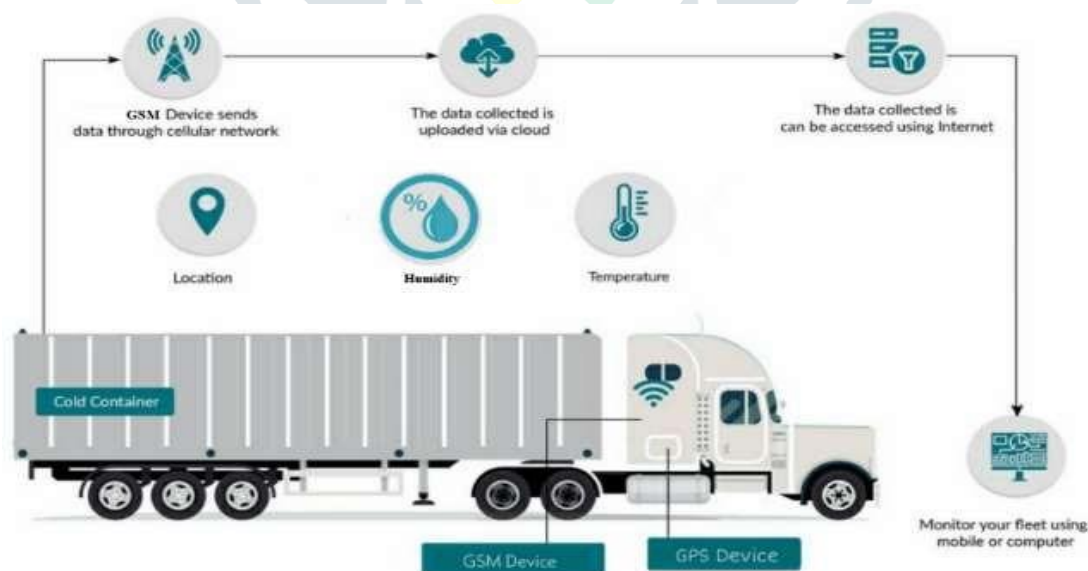 GSM Device sends
data through cellular network
The data collected is
uploaded via cloud
The data collected is
can be accessed using Internet
Location
%
Humidity
Temperature
Cold Container
Monitor your fleet using
mobile or computer
GSM Device
GPS Device